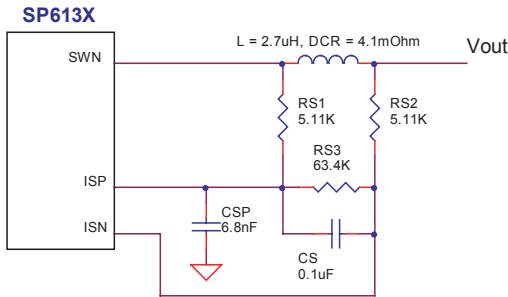 SP613X
L = 2.7uH, DCR = 4.1mOhm
Vout
SWN
RS1
5.11K
RS2
5.11K
RS3
63.4K
ISP
CSP
6.8nF
ISN
CS
0.1uF